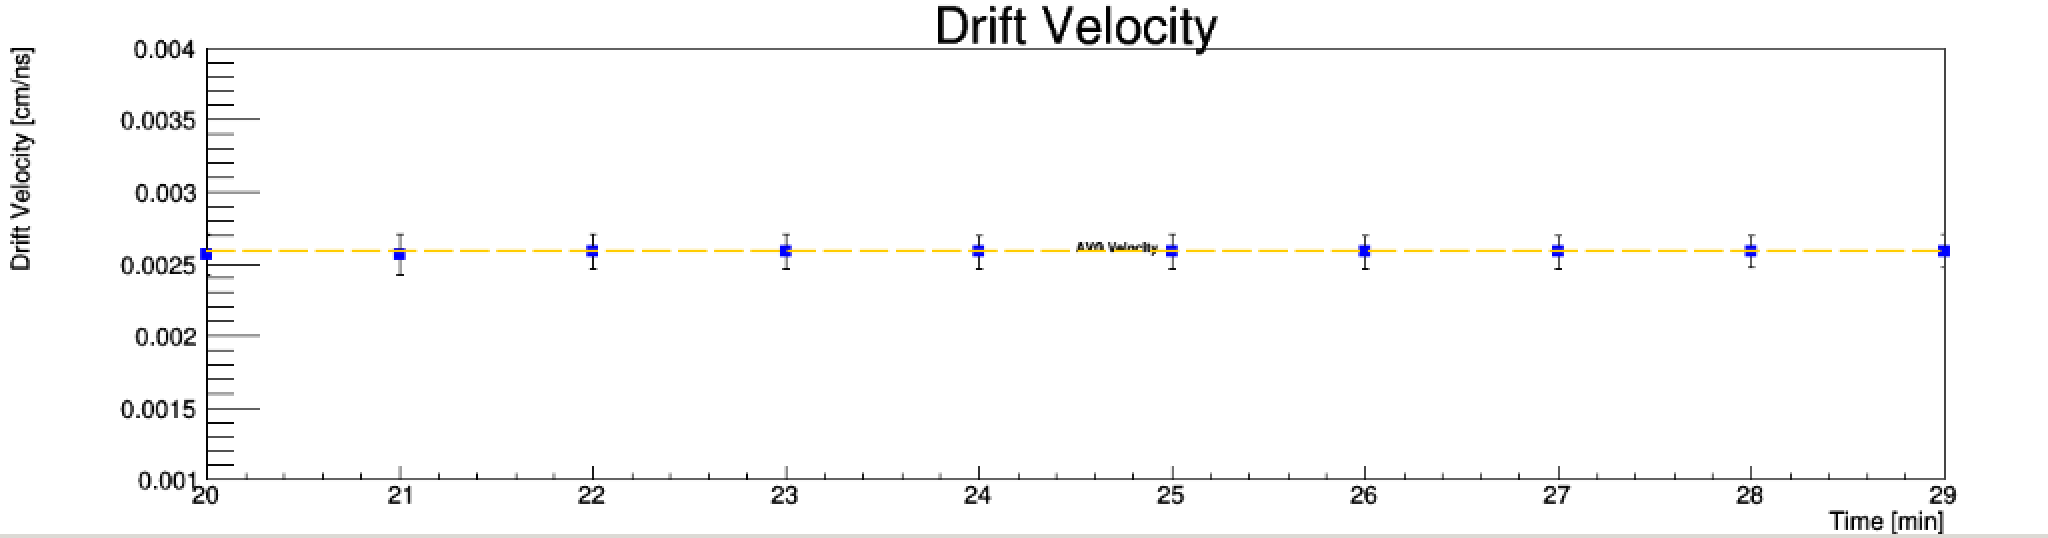 Drift Velocity
Drift Velocity [cm/ns]
0.004
0.0035
0.003
0.0025
0.002
0.0015
0.001
AVG Velocity
20 21 22 23 24 25 26 27 28 29
Time [min]